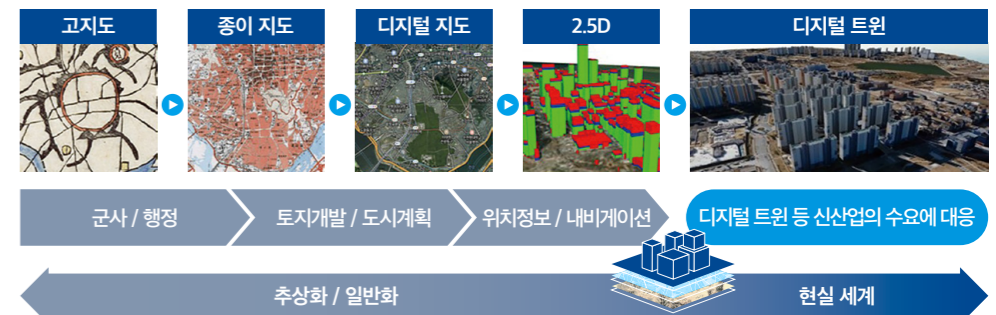 고지도
종이 지도
디지털 지도
2.5D
디지털 트윈
군사 / 행정
토지개발 / 도시계획
위치정보 / 내비게이션
디지털 트윈 등 신산업의 수요에 대응
추상화 / 일반화
현실 세계